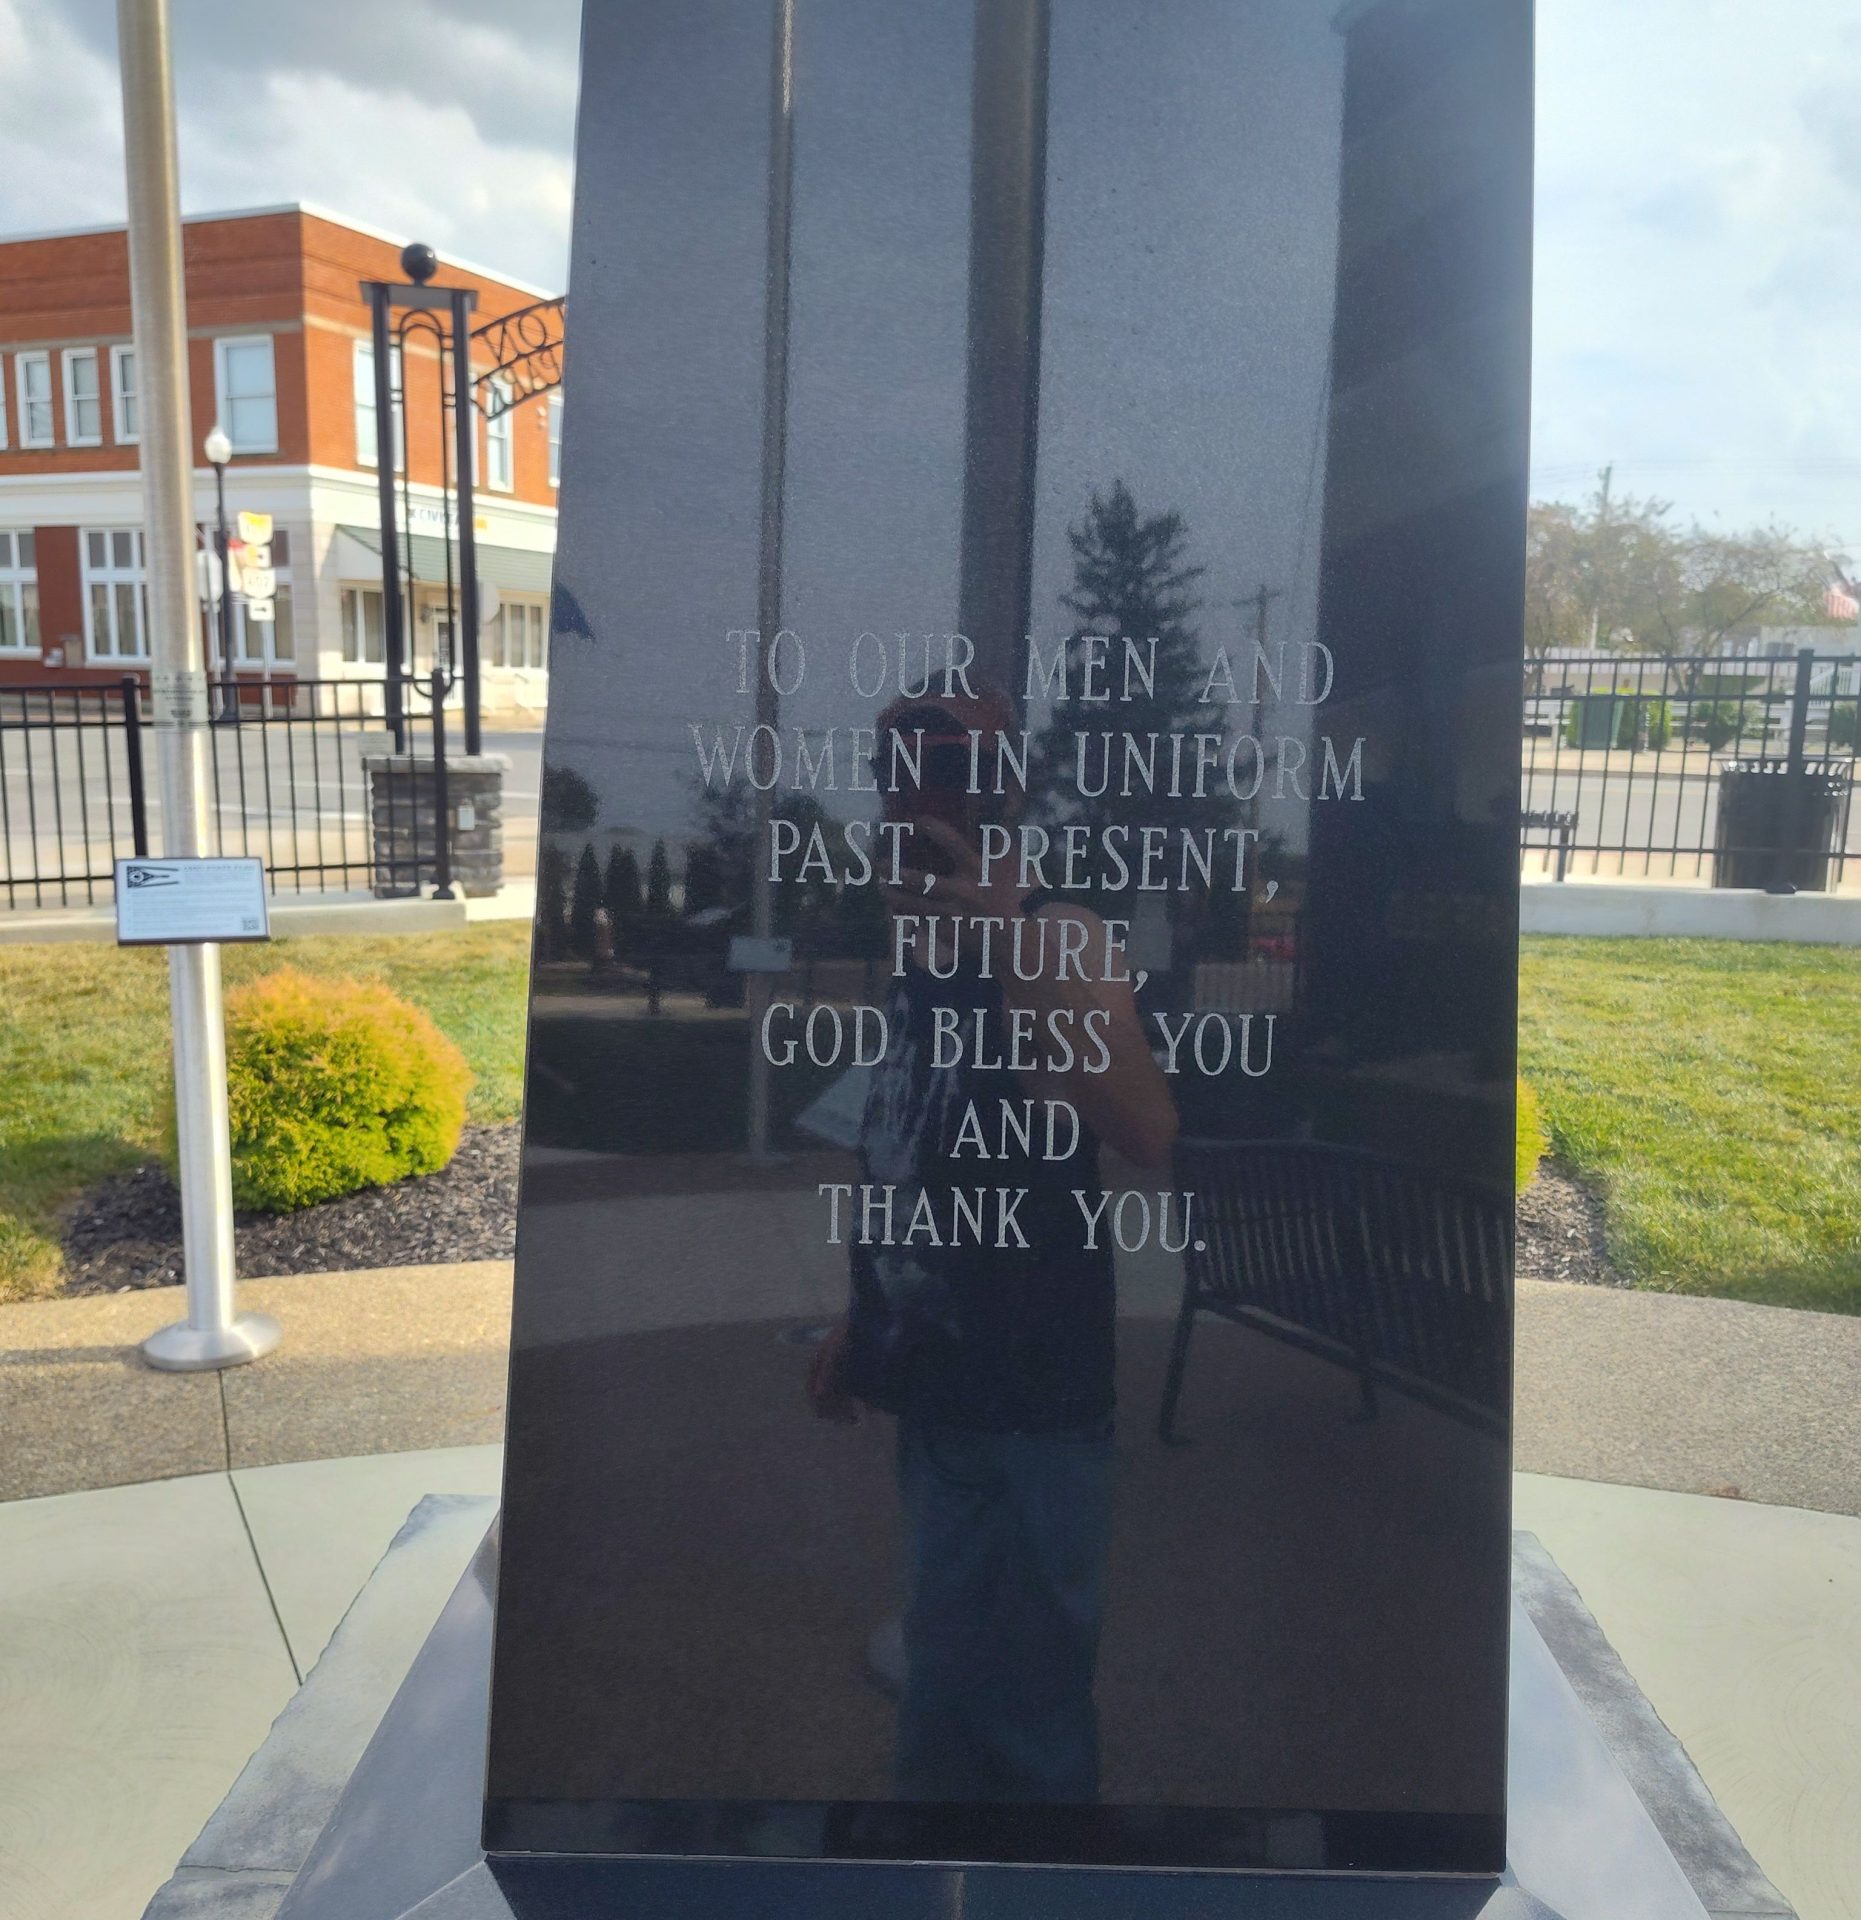 TO OUR MEN AND
WOMEN IN UNIFORM
PAST, PRESENT,
FUTURE,
GOD BLESS YOU
AND
THANK YOU.